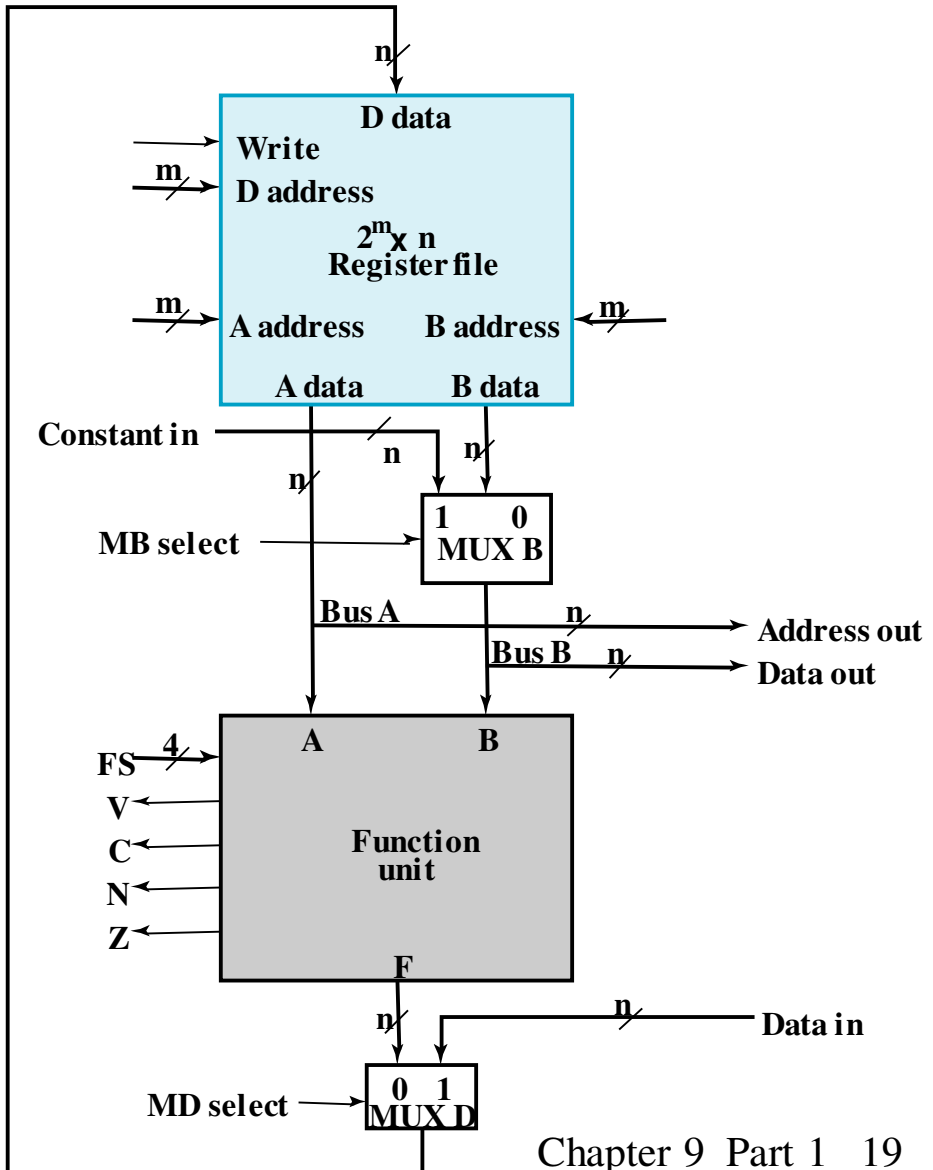 n
D data
Write
m
D address
2^m x n
Register file
m
m
A address
B address
A data
B data
Constant in
n
n
n
1 0
MB select
MUX B
Bus A
n
Address out
Bus B
n
Data out
A
B
4
FS
V
Function
C
unit
N
Z
F
n
n
Data in
0 1
MD select
MUX D
Chapter 9 Part 1 19